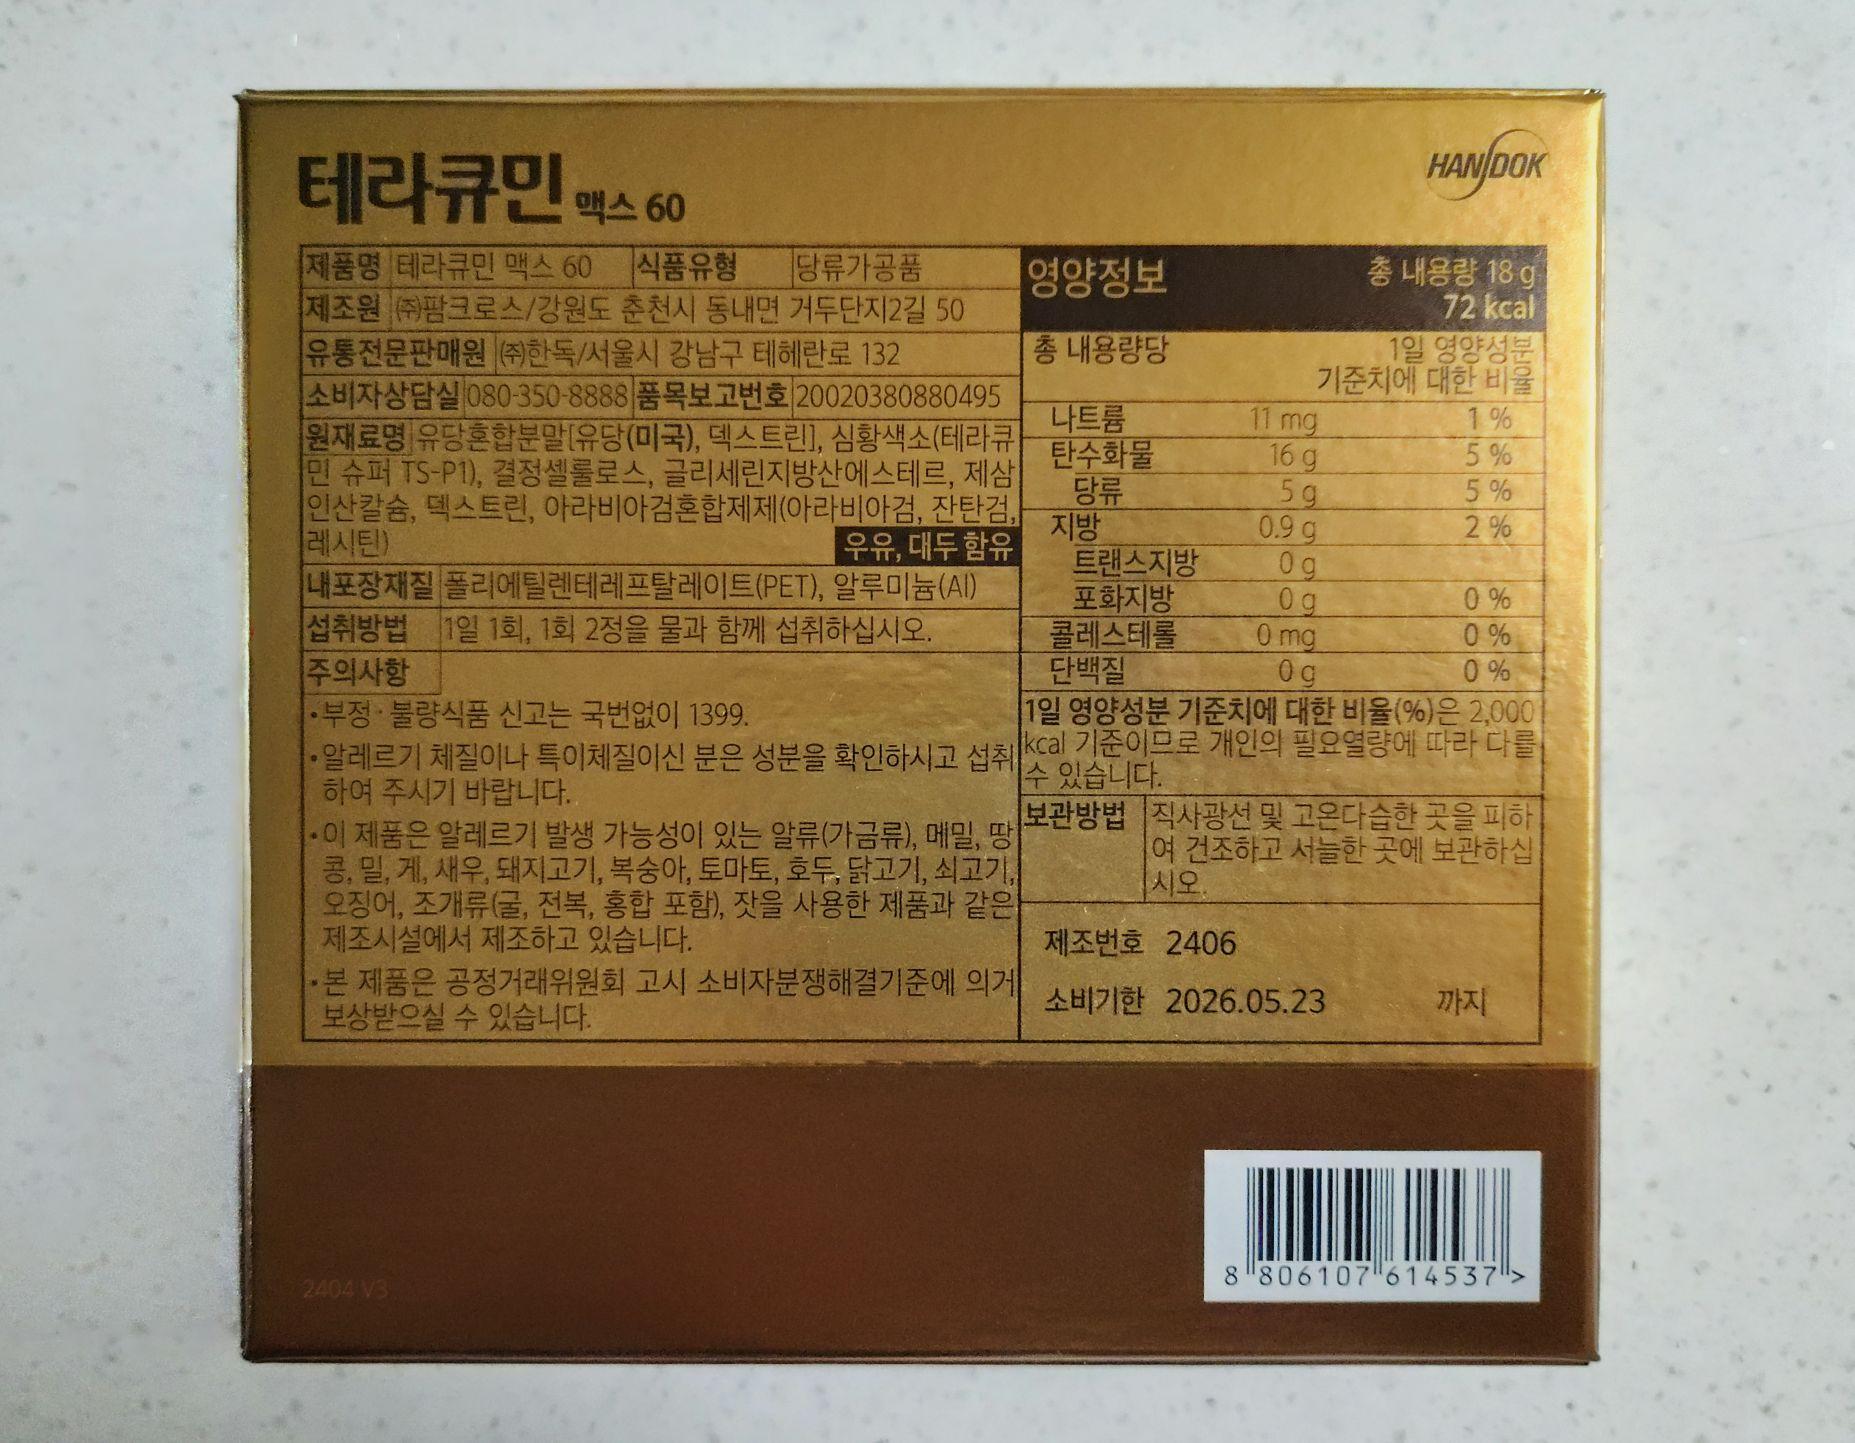 테라큐민 맥스 60
HANDOK
제품명 테라큐민 맥스 60 식품유형 당류가공품
제조원 ㈜팜크로스/강원도 춘천시 동내면 거두단지2길 50
유통전문판매원 ㈜한독/서울시 강남구 테헤란로 132
소비자상담실 080-350-8888 품목보고번호 20020380880495
원재료명 유당혼합분말[유당(미국), 덱스트린], 심황색소(테라큐
민 슈퍼 TS-P1), 결정셀룰로스, 글리세린지방산에스테르, 제삼
인산칼슘, 덱스트린, 아라비아검혼합제제(아라비아검, 잔탄검,
레시틴) 우유, 대두 함유
내포장재질 폴리에틸렌테레프탈레이트(PET), 알루미늄(Al)
섭취방법 1일 1회, 1회 2정을 물과 함께 섭취하십시오.
주의사항
•부정·불량식품 신고는 국번없이 1399.
•알레르기 체질이나 특이체질이신 분은 성분을 확인하시고 섭취
하여 주시기 바랍니다.
•이 제품은 알레르기 발생 가능성이 있는 알류(가금류), 메밀, 땅
콩, 밀, 게, 새우, 돼지고기, 복숭아, 토마토, 호두, 닭고기, 쇠고기,
오징어, 조개류(굴, 전복, 홍합 포함), 잣을 사용한 제품과 같은
제조시설에서 제조하고 있습니다.
•본 제품은 공정거래위원회 고시 소비자분쟁해결기준에 의거
보상받으실 수 있습니다.
영양정보 총 내용량 18 g
72 kcal
총 내용량당 1일 영양성분
기준치에 대한 비율
나트륨 11 mg 1 %
탄수화물 16 g 5 %
당류 5 g 5 %
지방 0.9 g 2 %
트랜스지방 0 g
포화지방 0 g 0 %
콜레스테롤 0 mg 0 %
단백질 0 g 0 %
1일 영양성분 기준치에 대한 비율(%)은 2,000
kcal 기준이므로 개인의 필요열량에 따라 다를
수 있습니다.
보관방법 직사광선 및 고온다습한 곳을 피하
여 건조하고 서늘한 곳에 보관하십
시오.
제조번호 2406
소비기한 2026.05.23 까지
2404 V3
8 806107 614537 >